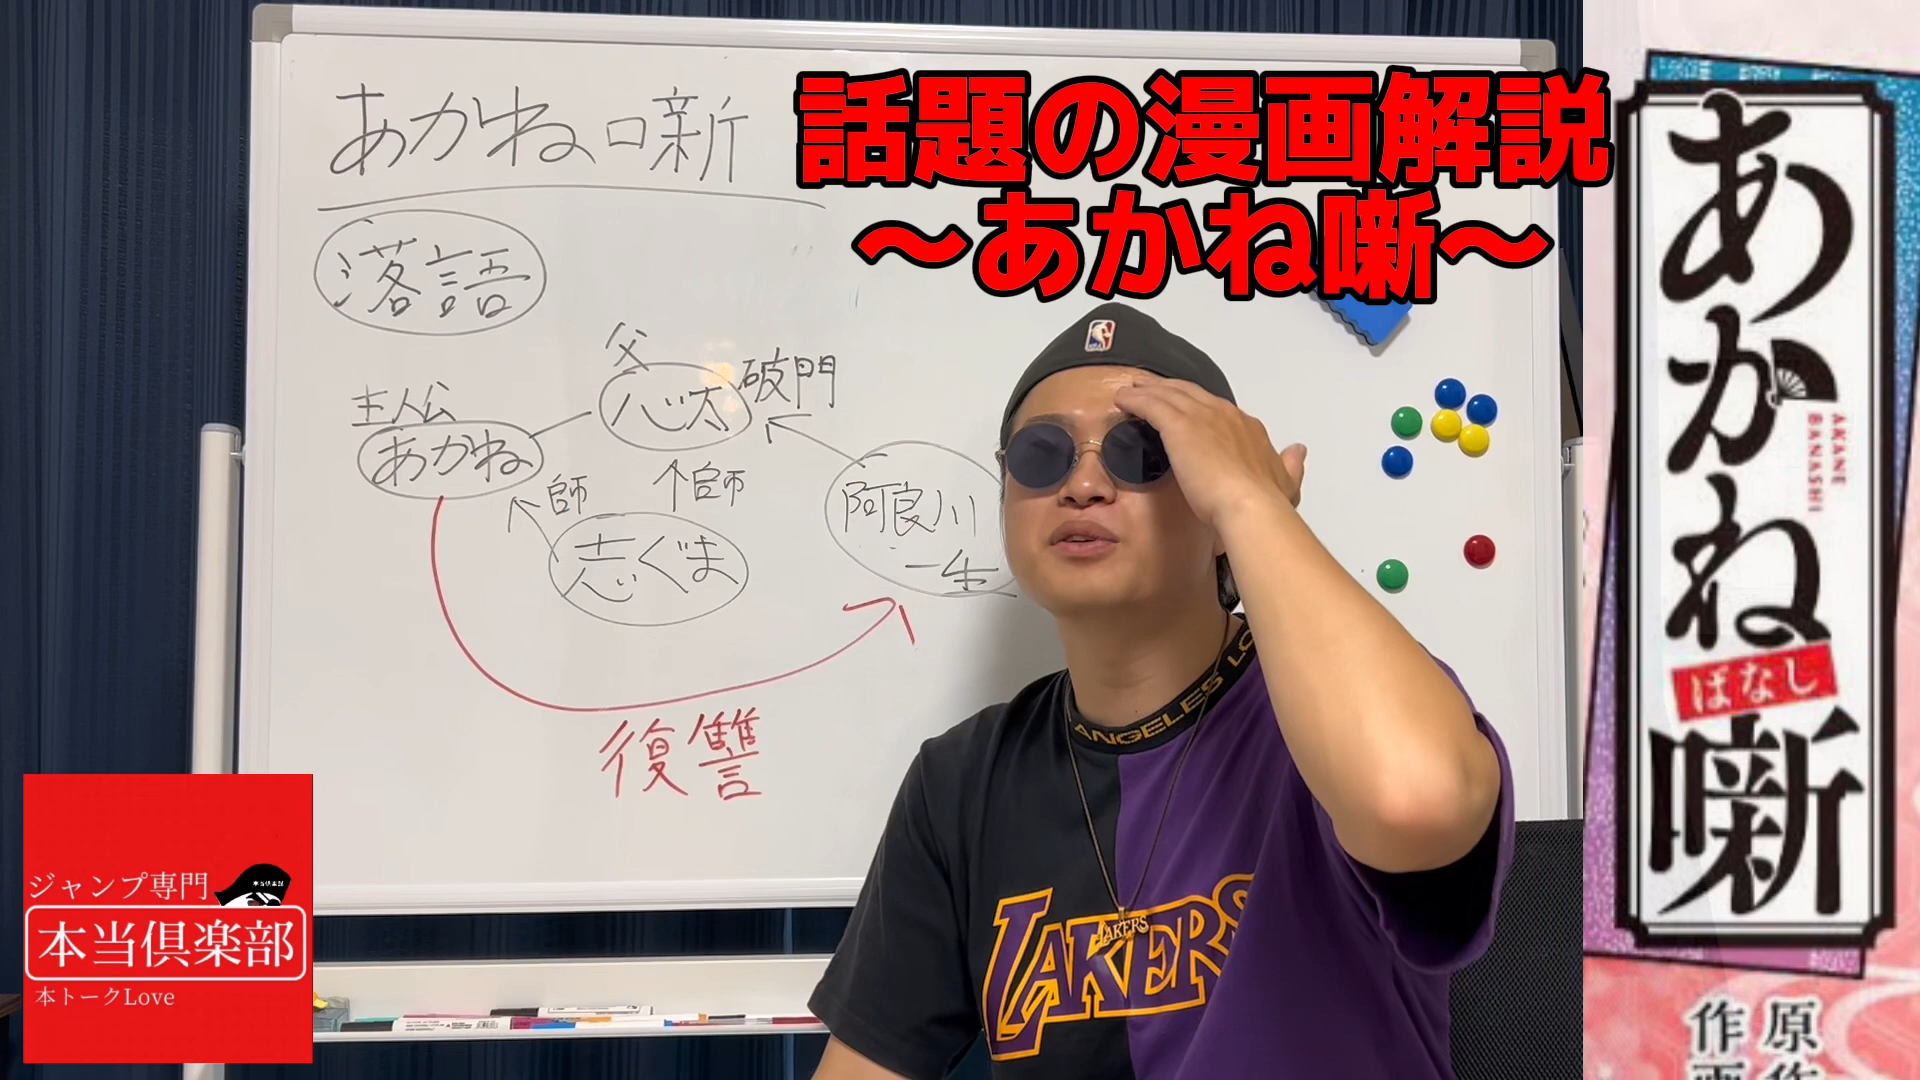 あかね噺
話題の漫画解説
〜あかね噺〜
落語
父
心太
破門
主人公
あかね
師
師
志ぐま
阿良川
一生
復讐
ANGELES LO
LAKERS
LAKERS
ジャンプ専門
本当倶楽部
本トークLove
あかね噺
ばなし
AKANE
BANASHI
原作
作画